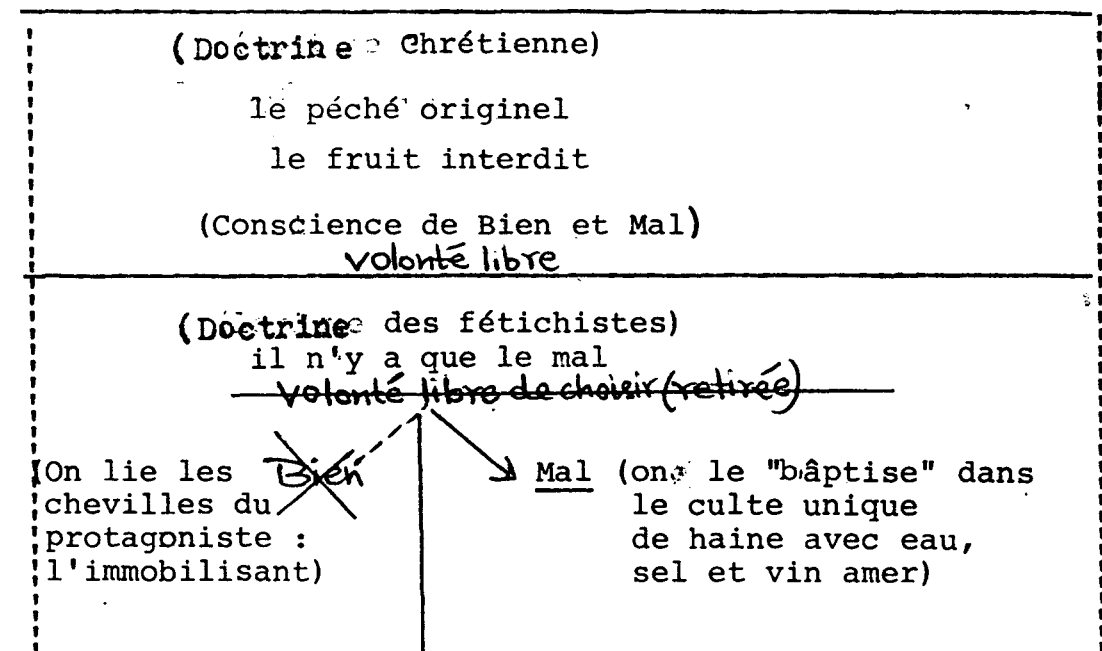 (Doctrine Chrétienne)
le péché originel
le fruit interdit
(Conscience de Bien et Mal)
volonté libre
(Doctrine des fétichistes)
il n'y a que le mal
volonté libre de choisir (retirée)
(On lie les
chevilles du
protagoniste :
l'immobilisant)
Bien
Mal (on le "bâptise" dans
le culte unique
de haine avec eau,
sel et vin amer)